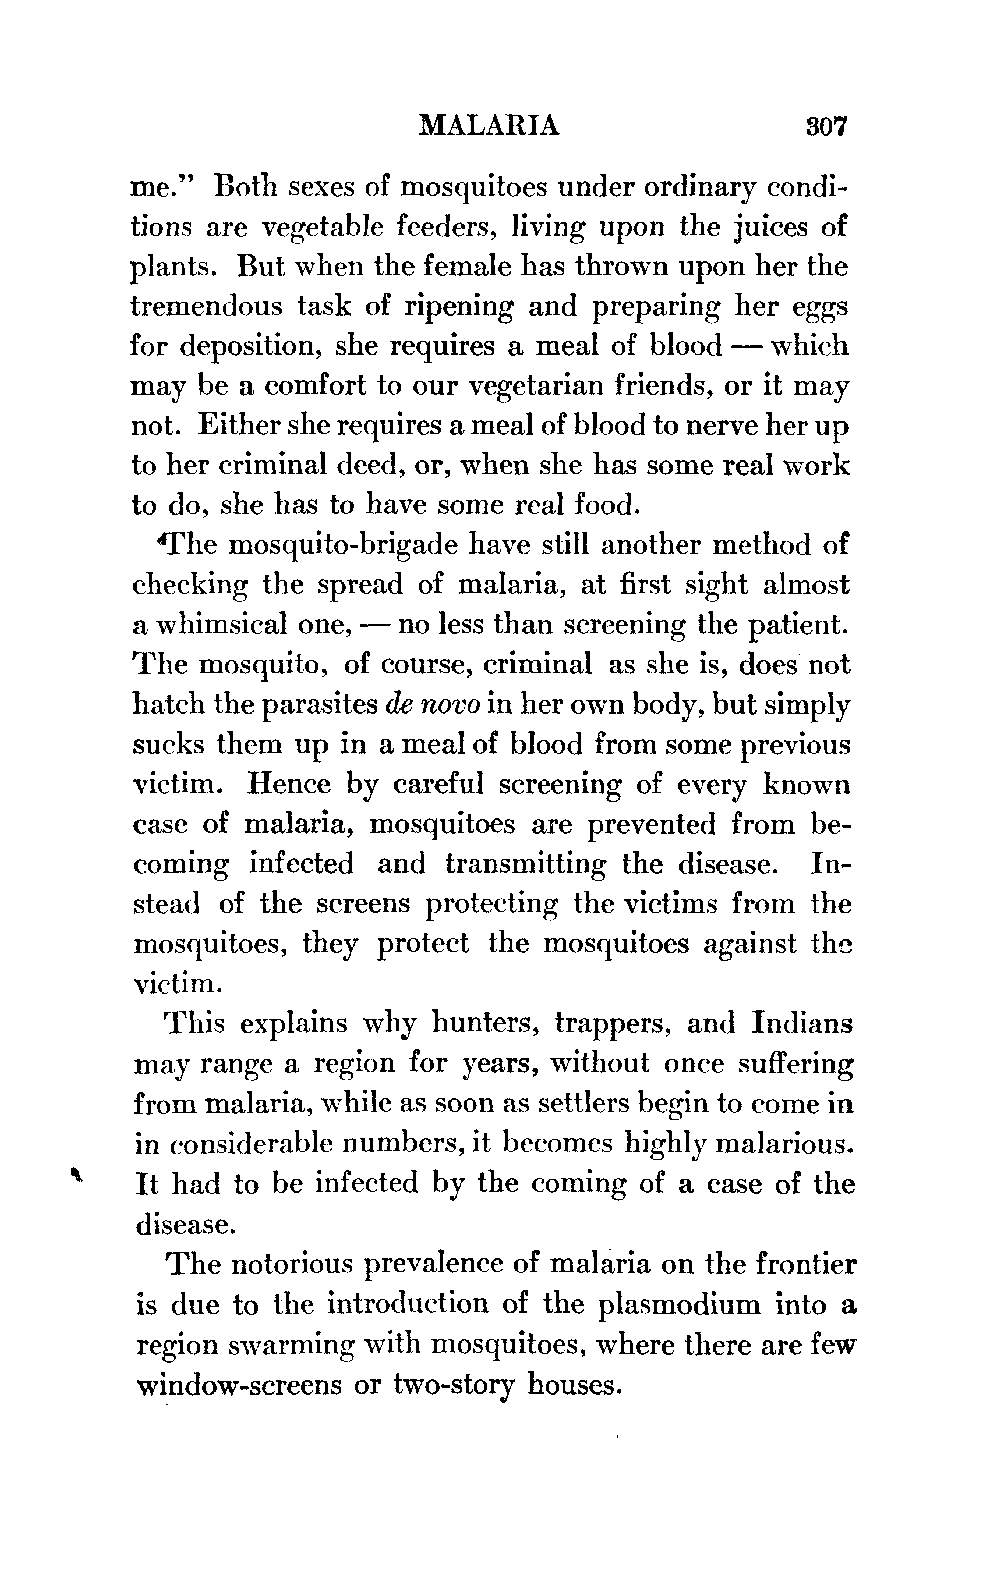 MALARIA 307
me." Both sexes of mosquitoes under ordinary condi-
tions are vegetable feeders, living upon the juices of
plants. But when the female has thrown upon her the
tremendous task of ripening and preparing her eggs
for deposition, she requires a meal of blood — which
may be a comfort to our vegetarian friends, or it may
not. Either she requires a meal of blood to nerve her up
to her criminal deed, or, when she has some real work
to do, she has to have some real food.
The mosquito-brigade have still another method of
checking the spread of malaria, at first sight almost
a whimsical one, — no less than screening the patient.
The mosquito, of course, criminal as she is, does not
hatch the parasites de novo in her own body, but simply
sucks them up in a meal of blood from some previous
victim. Hence by careful screening of every known
case of malaria, mosquitoes are prevented from be-
coming infected and transmitting the disease. In-
stead of the screens protecting the victims from the
mosquitoes, they protect the mosquitoes against the
victim.
This explains why hunters, trappers, and Indians
may range a region for years, without once suffering
from malaria, while as soon as settlers begin to come in
in considerable numbers, it becomes highly malarious.
It had to be infected by the coming of a case of the
disease.
The notorious prevalence of malaria on the frontier
is due to the introduction of the plasmodium into a
region swarming with mosquitoes, where there are few
window-screens or two-story houses.